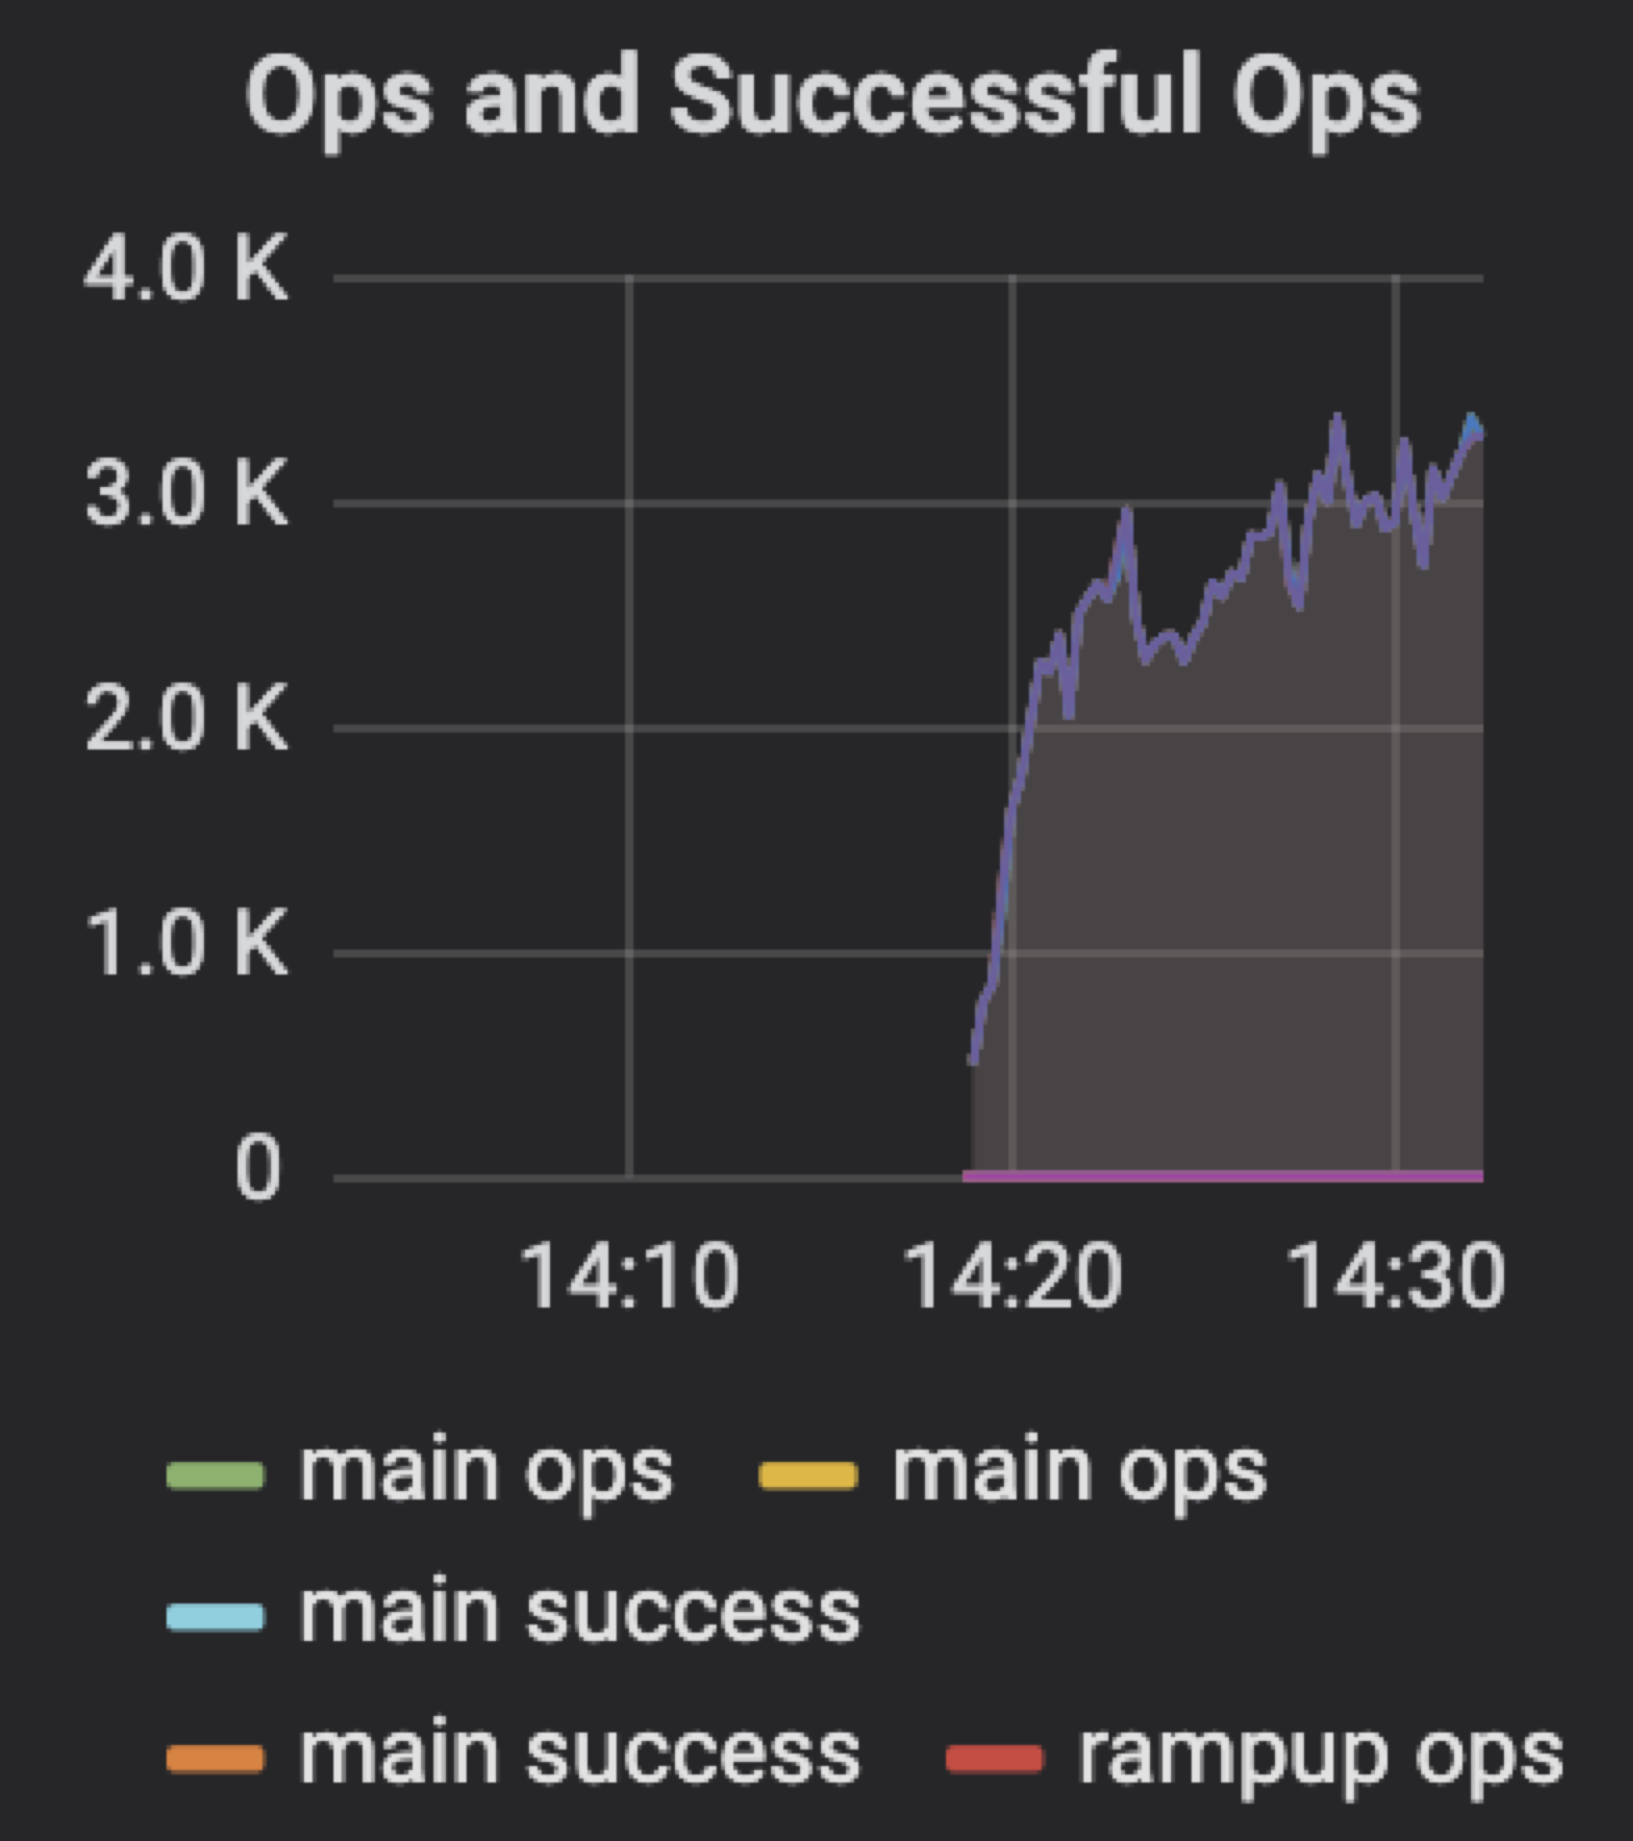 Ops and Successful Ops
4.0 K
3.0 K
2.0 K
1.0 K
0
14:10 14:20 14:30
main ops main ops
main success
main success rampup ops